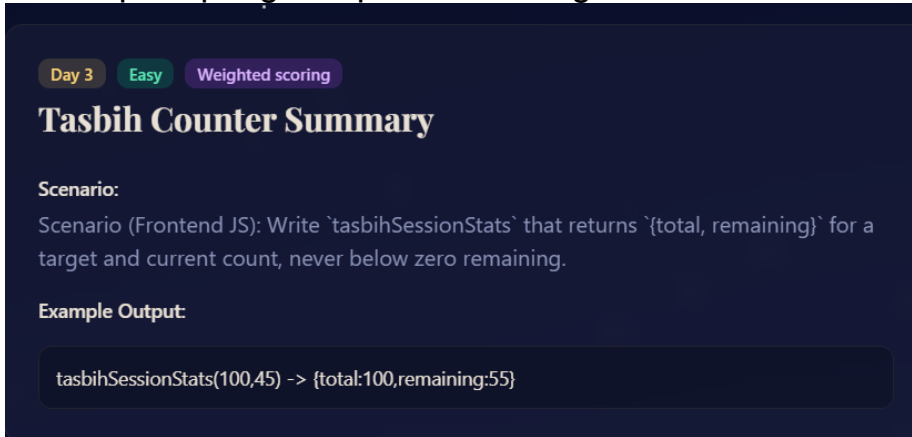 Day 3 Easy Weighted scoring
Tasbih Counter Summary
Scenario:
Scenario (Frontend JS): Write `tasbihSessionStats` that returns `{total, remaining}` for a
target and current count, never below zero remaining.
Example Output:
tasbihSessionStats(100,45) -> {total:100,remaining:55}